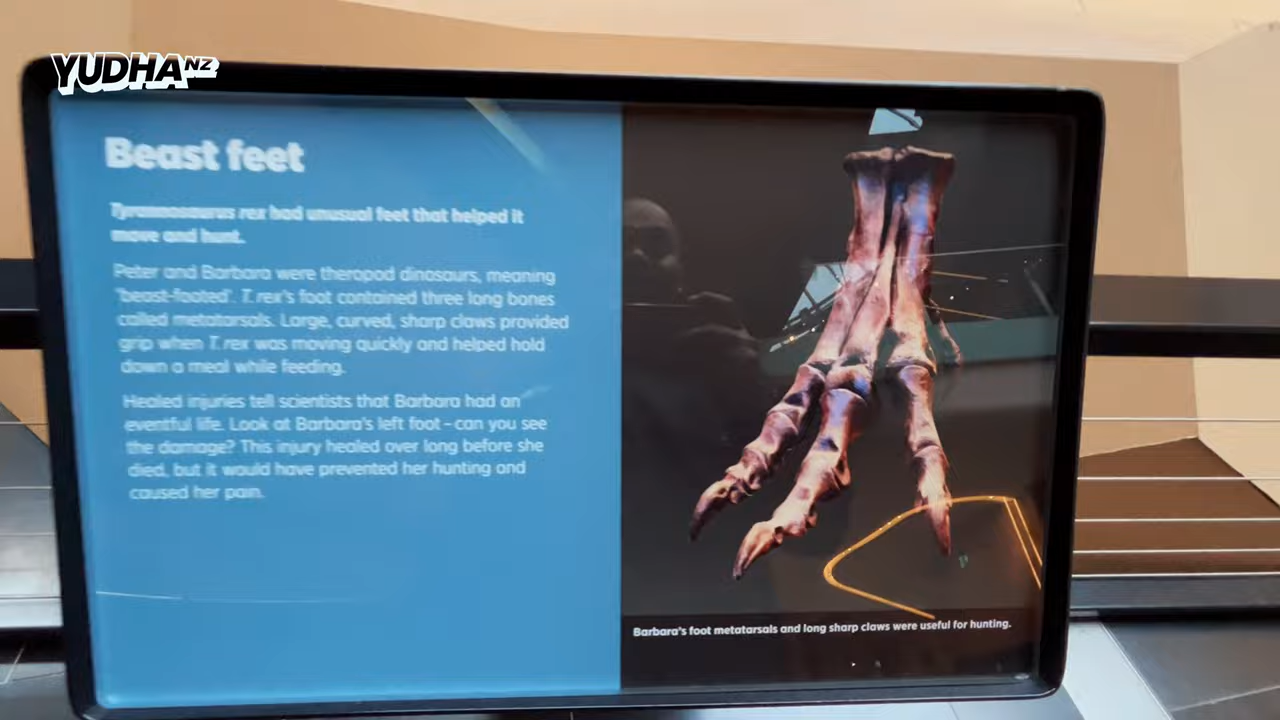 YUDHA NZ
Beast feet
Tyrannosaurus rex had unusual feet that helped it
move and hunt.
Peter and Barbara were theropod dinosaurs, meaning
'beast-footed'. T. rex's foot contained three long bones
called metatarsals. Large, curved, sharp claws provided
grip when T. rex was moving quickly and helped hold
down a meal while feeding.
Healed injuries tell scientists that Barbara had an
eventful life. Look at Barbara's left foot – can you see
the damage? This injury healed over long before she
died, but it would have prevented her hunting and
caused her pain.
Barbara's foot metatarsals and long sharp claws were useful for hunting.